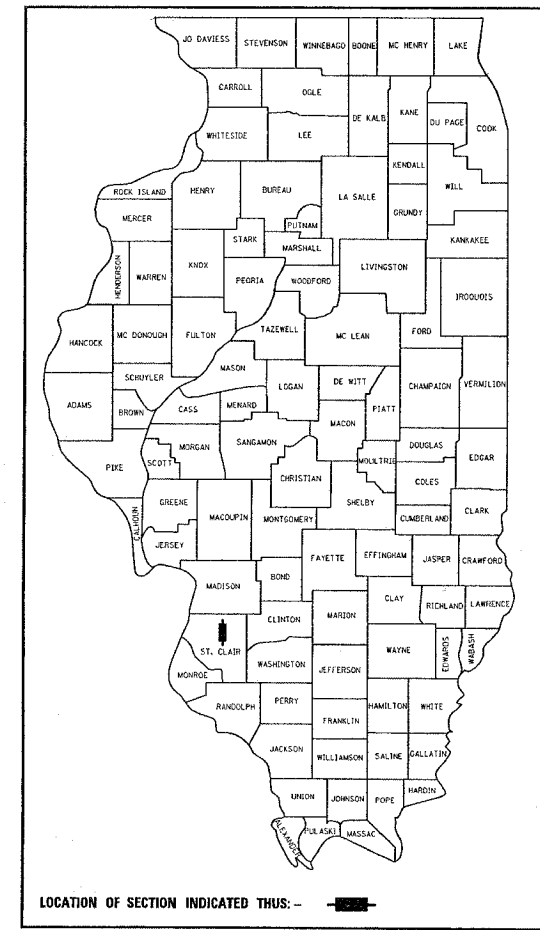 JO DAVIESS
STEVENSON
WINNEBAGO
BOONE
MC HENRY
LAKE
CARROLL
OGLE
DE KALB
KANE
DU PAGE
COOK
WHITESIDE
LEE
KENDALL
WILL
ROCK ISLAND
HENRY
BUREAU
LA SALLE
GRUNDY
MERCER
PUTNAM
STARK
MARSHALL
KANKAKEE
HENDERSON
WARREN
KNOX
PEORIA
WOODFORD
LIVINGSTON
IROQUOIS
HANCOCK
MC DONOUGH
FULTON
TAZEWELL
MC LEAN
FORD
MASON
SCHUYLER
LOGAN
DE WITT
CHAMPAIGN
VERMILION
ADAMS
BROWN
CASS
MENARD
MACON
PIATT
PIKE
SCOTT
MORGAN
SANGAMON
CHRISTIAN
MOULTRIE
DOUGLAS
EDGAR
COLES
GREENE
CALHOUN
MACOUPIN
MONTGOMERY
SHELBY
CUMBERLAND
CLARK
JERSEY
FAYETTE
EFFINGHAM
JASPER
CRAWFORD
MADISON
BOND
CLAY
RICHLAND
LAWRENCE
CLINTON
MARION
ST. CLAIR
WAYNE
EDWARDS
WABASH
WASHINGTON
JEFFERSON
MONROE
RANDOLPH
PERRY
HAMILTON
WHITE
FRANKLIN
JACKSON
WILLIAMSON
SALINE
GALLATIN
UNION
JOHNSON
POPE
HARDIN
ALEXANDER
PULASKI
MASSAC
LOCATION OF SECTION INDICATED THUS: –